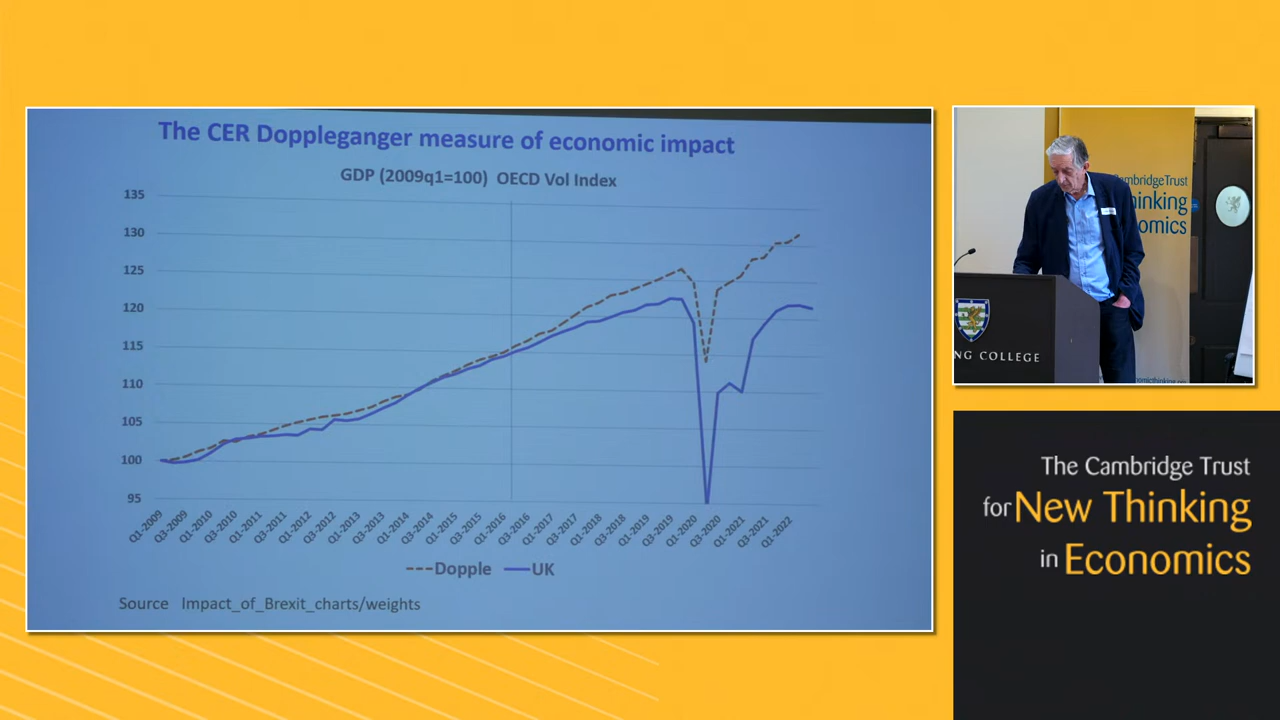 The CER Doppleganger measure of economic impact
GDP (2009q1=100) OECD Vol Index
135
130
125
120
115
110
105
100
95
Q1-2009
Q3-2009
Q1-2010
Q3-2010
Q1-2011
Q3-2011
Q1-2012
Q3-2012
Q1-2013
Q3-2013
Q1-2014
Q3-2014
Q1-2015
Q3-2015
Q1-2016
Q3-2016
Q1-2017
Q3-2017
Q1-2018
Q3-2018
Q1-2019
Q3-2019
Q1-2020
Q3-2020
Q1-2021
Q3-2021
Q1-2022
Dopple UK
Source Impact_of_Brexit_charts/weights
mbridgeTrust
inking
omics
NG COLLEGE
The Cambridge Trust
for New Thinking
in Economics